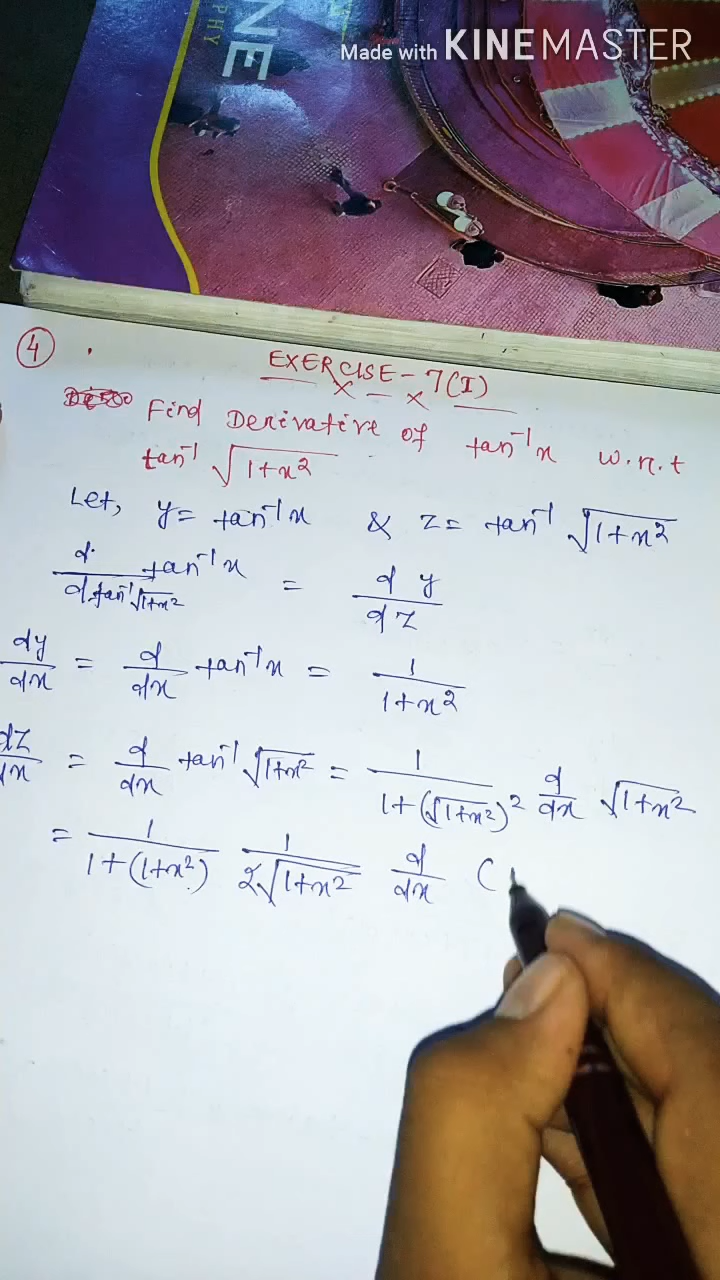 NE
PHY
Made with KINEMASTER
④ .
EXERCISE - 7(I)
Find Derivative of tan⁻¹x w.r.t
tan⁻¹ √(1+x²)
Let, y = tan⁻¹x & z = tan⁻¹ √(1+x²)
d/(d tan⁻¹√(1+x²)) tan⁻¹x = dy/dz
dy/dx = d/dx tan⁻¹x = 1/(1+x²)
dz/dx = d/dx tan⁻¹ √(1+x²) = 1/(1+(√(1+x²))²) d/dx √(1+x²)
= 1/(1+(1+x²)) 1/(2√(1+x²)) d/dx (